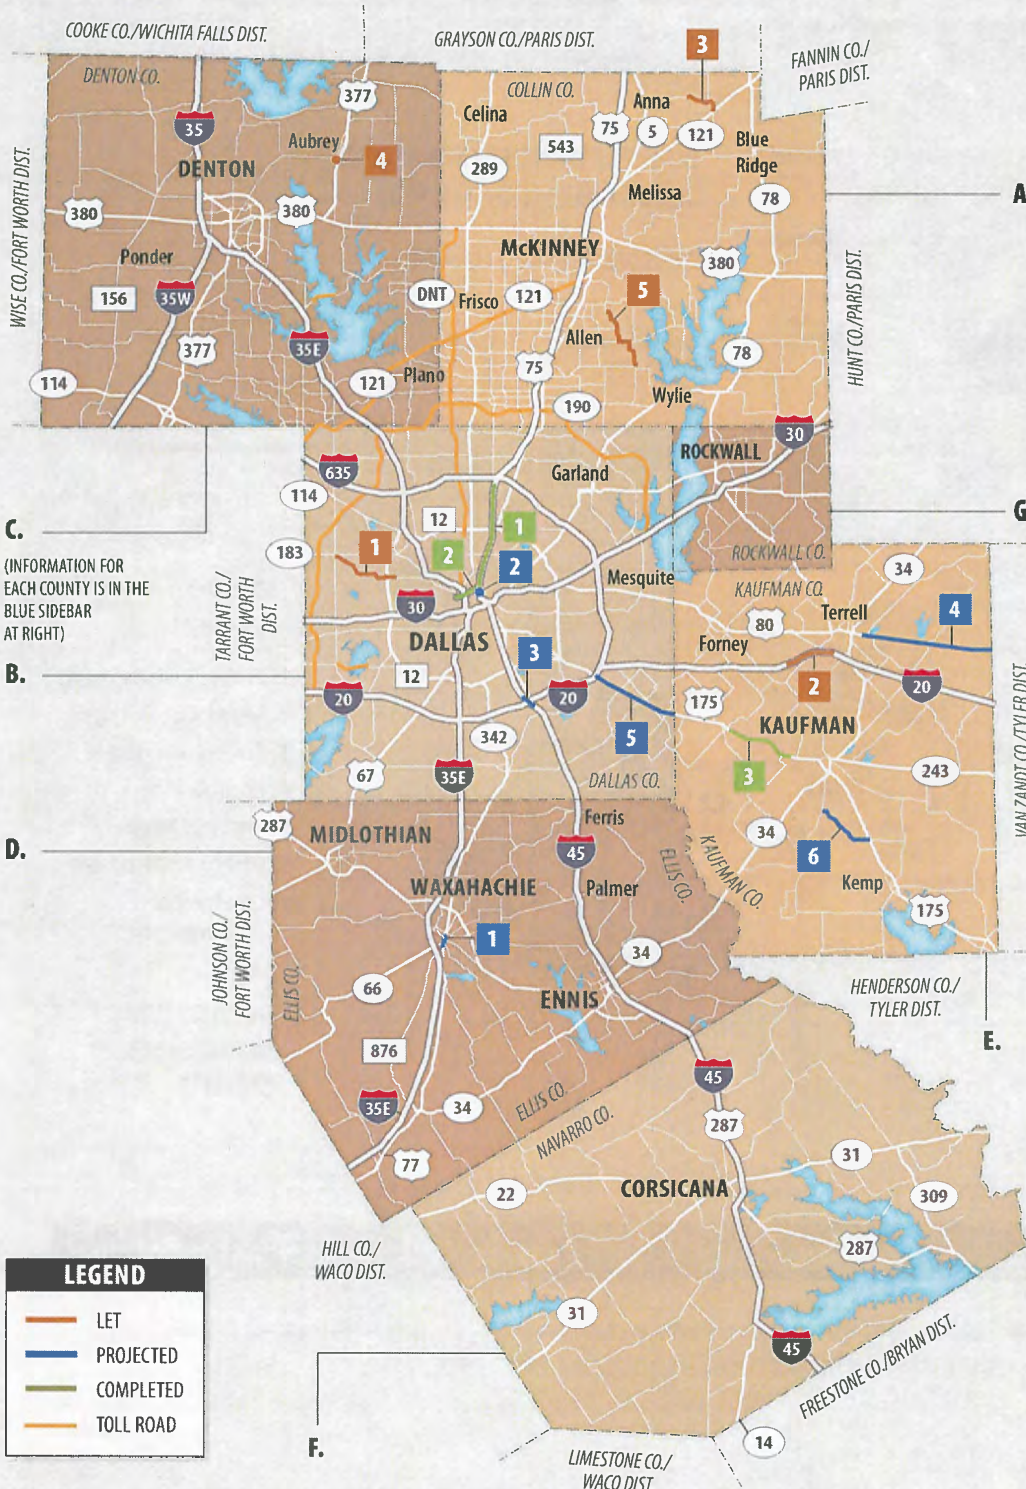 COOKE CO./WICHITA FALLS DIST.
GRAYSON CO./PARIS DIST.
3
FANNIN CO./
PARIS DIST.
DENTON CO.
COLLIN CO.
377
Celina
Anna
75
5
121
35
Aubrey
4
543
Blue
Ridge
DENTON
289
Melissa
78
A
WISE CO./FORT WORTH DIST.
380
380
McKINNEY
380
Ponder
HUNT CO./PARIS DIST.
156
35W
DNT
Frisco
121
5
377
35E
Allen
78
114
121
Plano
75
Wylie
190
30
ROCKWALL
635
Garland
114
C.
12
1
G
183
1
2
2
ROCKWALL CO.
(INFORMATION FOR
EACH COUNTY IS IN THE
BLUE SIDEBAR
AT RIGHT)
TARRANT CO./
FORT WORTH
DIST.
Mesquite
34
KAUFMAN CO.
30
Terrell
4
80
DALLAS
Forney
3
B.
12
2
20
20
20
175
VAN ZANDT CO./TYLER DIST.
342
5
KAUFMAN
67
35E
DALLAS CO.
3
243
287
MIDLOTHIAN
Ferris
34
D.
45
ELLIS CO.
KAUFMAN CO.
6
WAXAHACHIE
Palmer
Kemp
175
JOHNSON CO./
FORT WORTH DIST.
1
34
ELLIS CO.
66
ENNIS
HENDERSON CO./
TYLER DIST.
E.
876
45
35E
34
ELLIS CO.
NAVARRO CO.
287
77
31
22
CORSICANA
309
HILL CO./
WACO DIST.
287
LEGEND
LET
PROJECTED
COMPLETED
TOLL ROAD
31
45
FREESTONE CO./BRYAN DIST.
F.
14
LIMESTONE CO./
WACO DIST